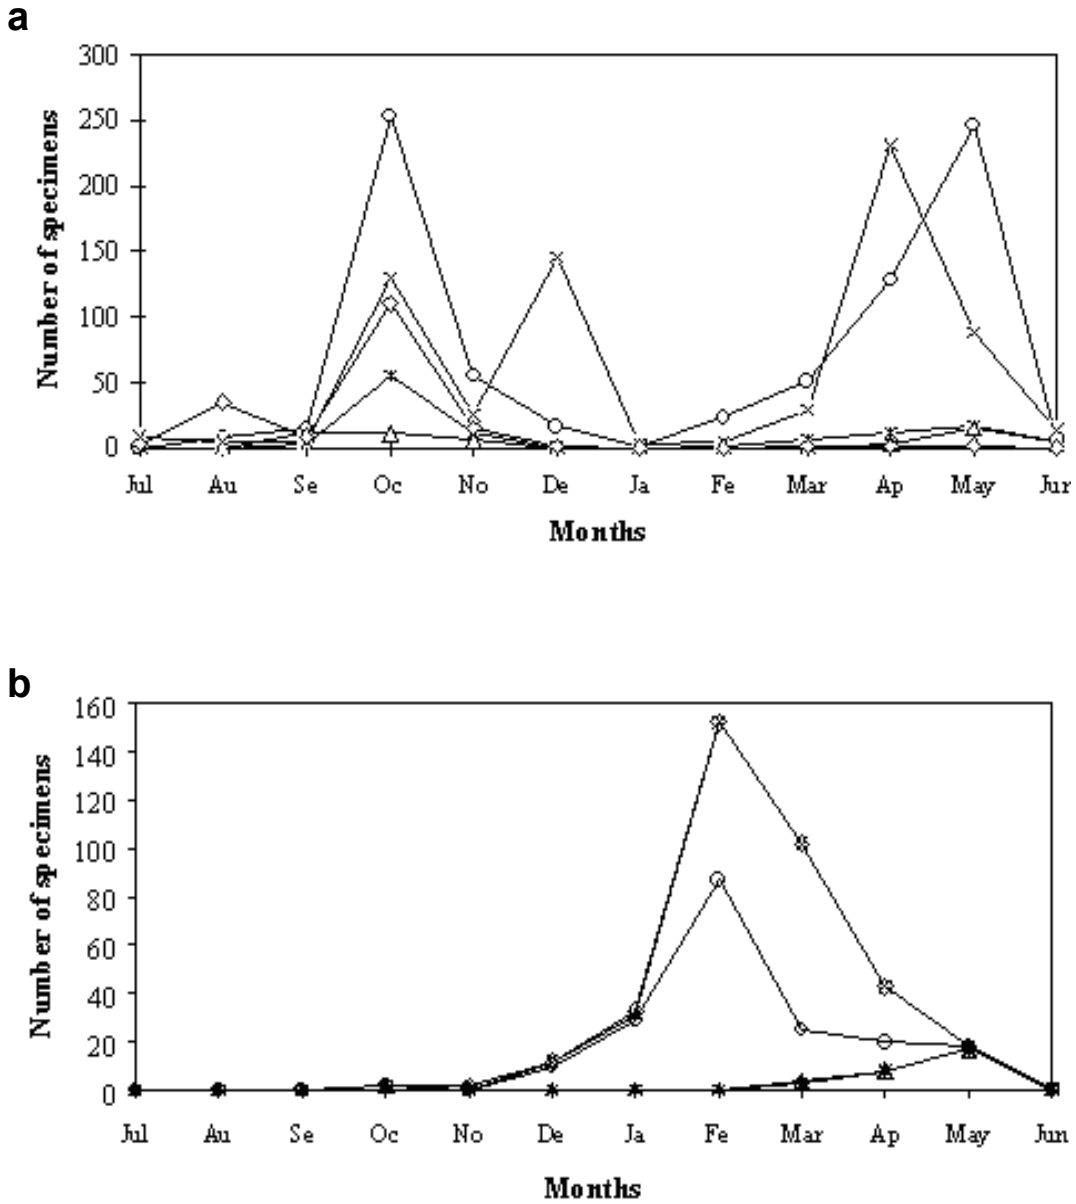 a
300
250
200
150
100
50
0
Number of specimens
Jul Au Se Oc No De Ja Fe Mar Ap May Jur
Months
b
160
140
120
100
80
60
40
20
0
Number of specimens
Jul Au Se Oc No De Ja Fe Mar Ap May Jun
Months